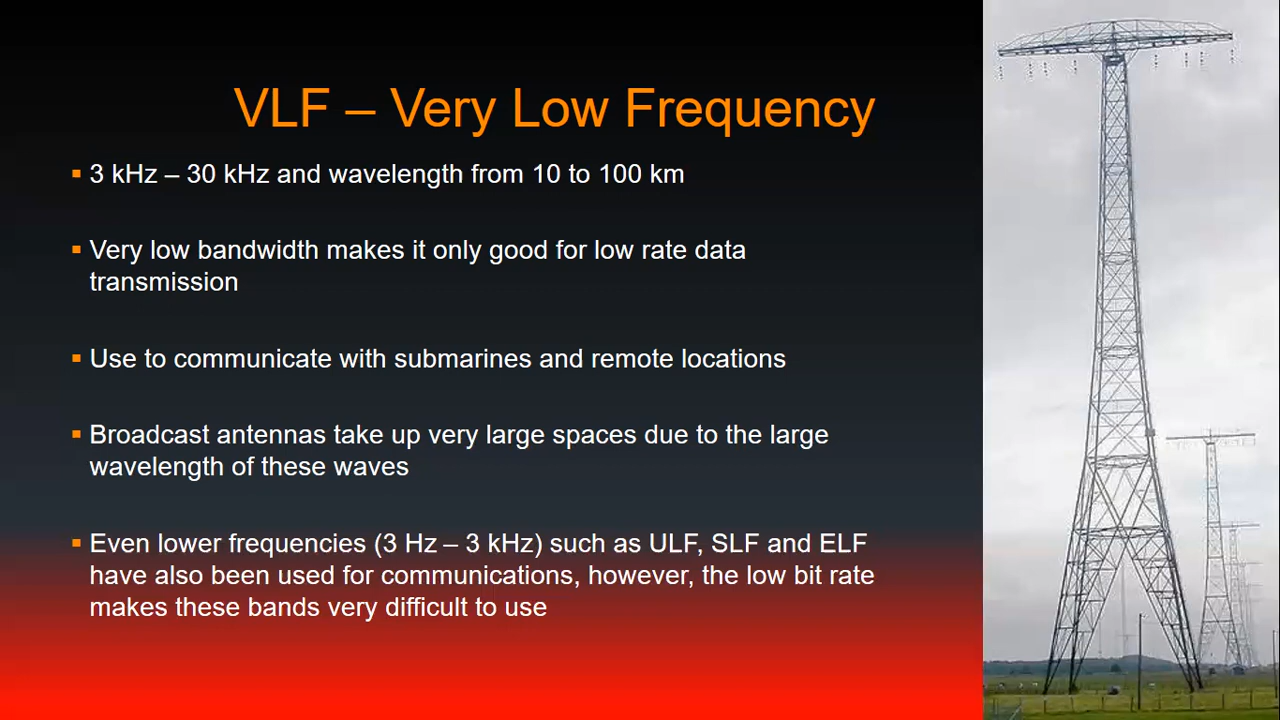 VLF – Very Low Frequency
▪ 3 kHz – 30 kHz and wavelength from 10 to 100 km
▪ Very low bandwidth makes it only good for low rate data
transmission
▪ Use to communicate with submarines and remote locations
▪ Broadcast antennas take up very large spaces due to the large
wavelength of these waves
▪ Even lower frequencies (3 Hz – 3 kHz) such as ULF, SLF and ELF
have also been used for communications, however, the low bit rate
makes these bands very difficult to use